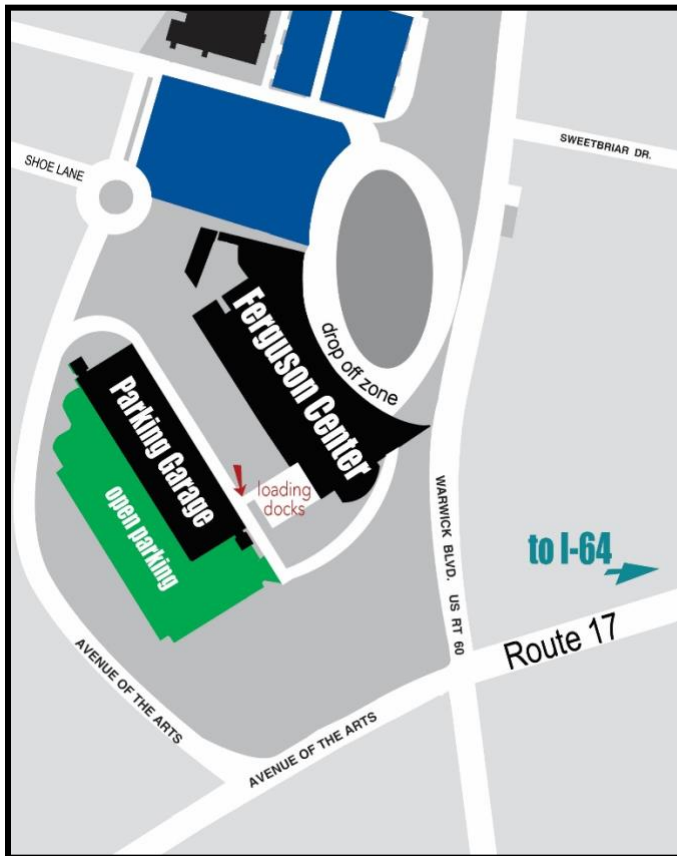 SWEETBRIAR DR.
SHOE LANE
Ferguson Center
drop off zone
Parking Garage
open parking
loading
docks
WARWICK BLVD. US RT 60
to I-64
Route 17
AVENUE OF THE ARTS
AVENUE OF THE ARTS